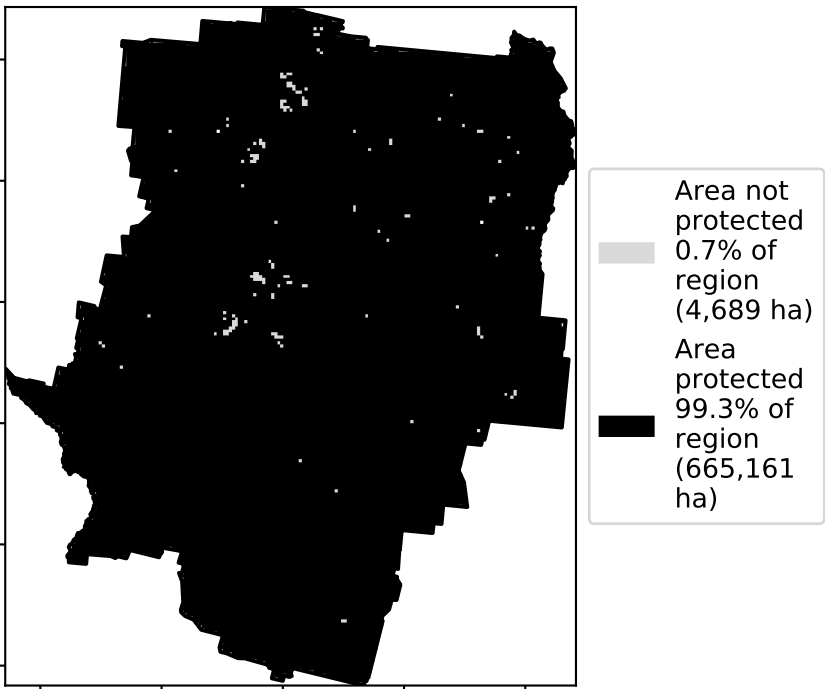 Area not
protected
0.7% of
region
(4,689 ha)
Area
protected
99.3% of
region
(665,161
ha)